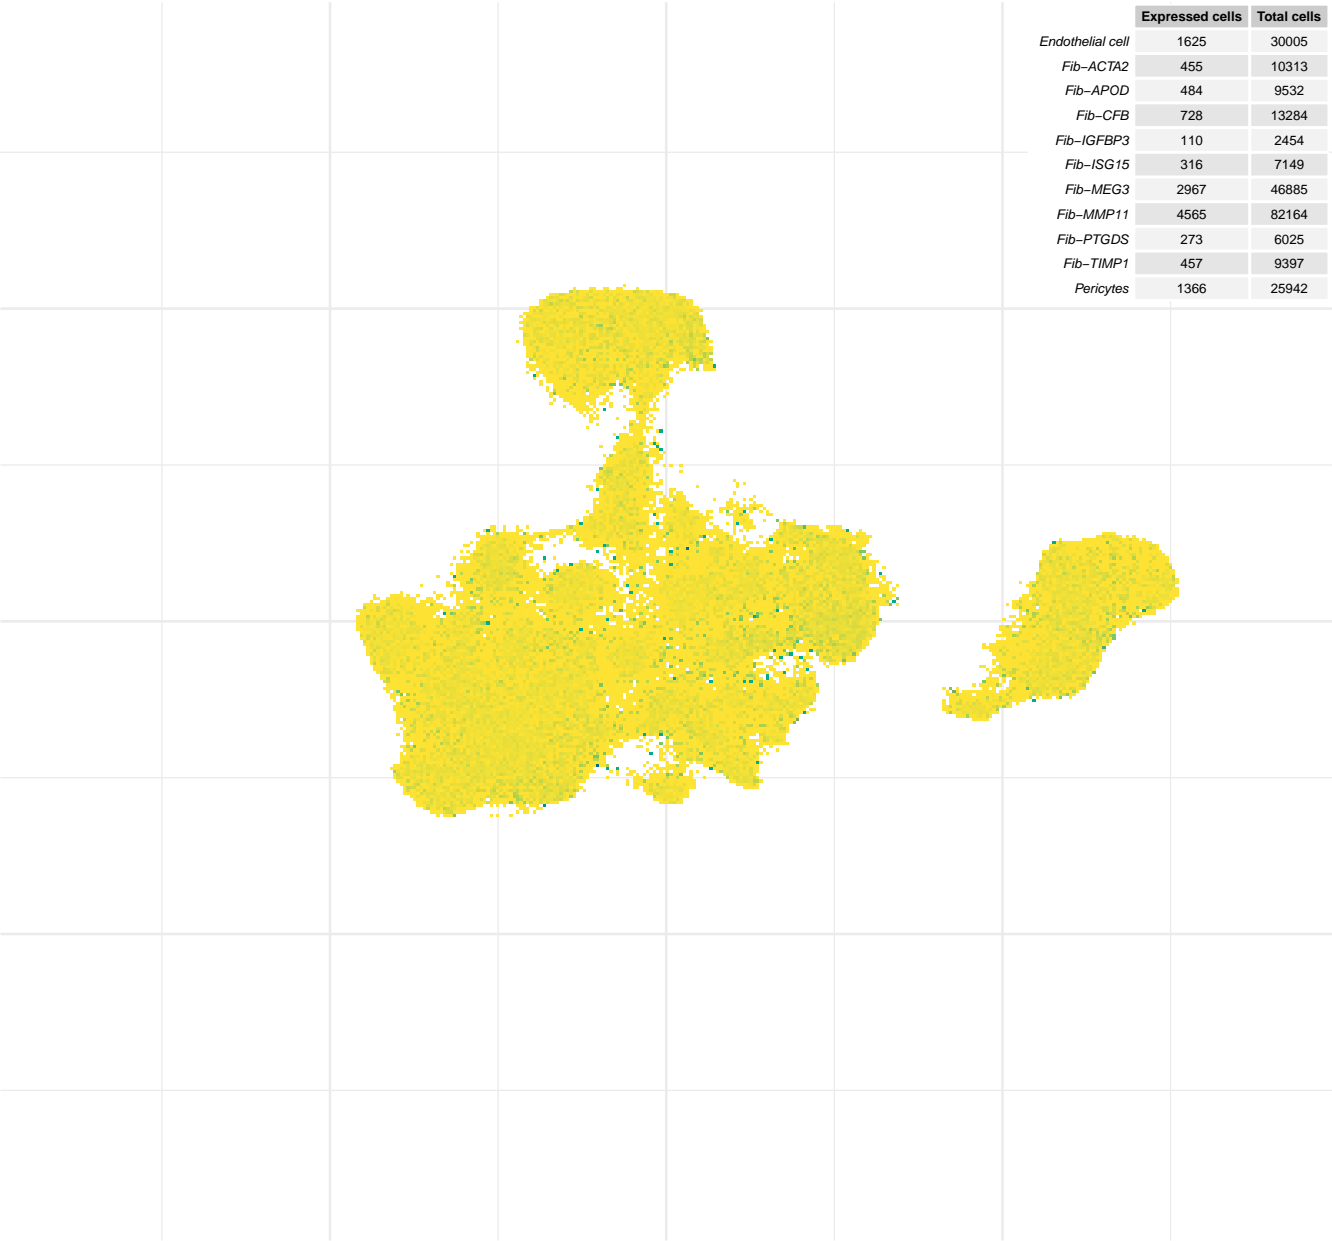 Expressed cells Total cells
Endothelial cell 1625 30005
Fib−ACTA2 455 10313
Fib−APOD 484 9532
Fib−CFB 728 13284
Fib−IGFBP3 110 2454
Fib−ISG15 316 7149
Fib−MEG3 2967 46885
Fib−MMP11 4565 82164
Fib−PTGDS 273 6025
Fib−TIMP1 457 9397
Pericytes 1366 25942